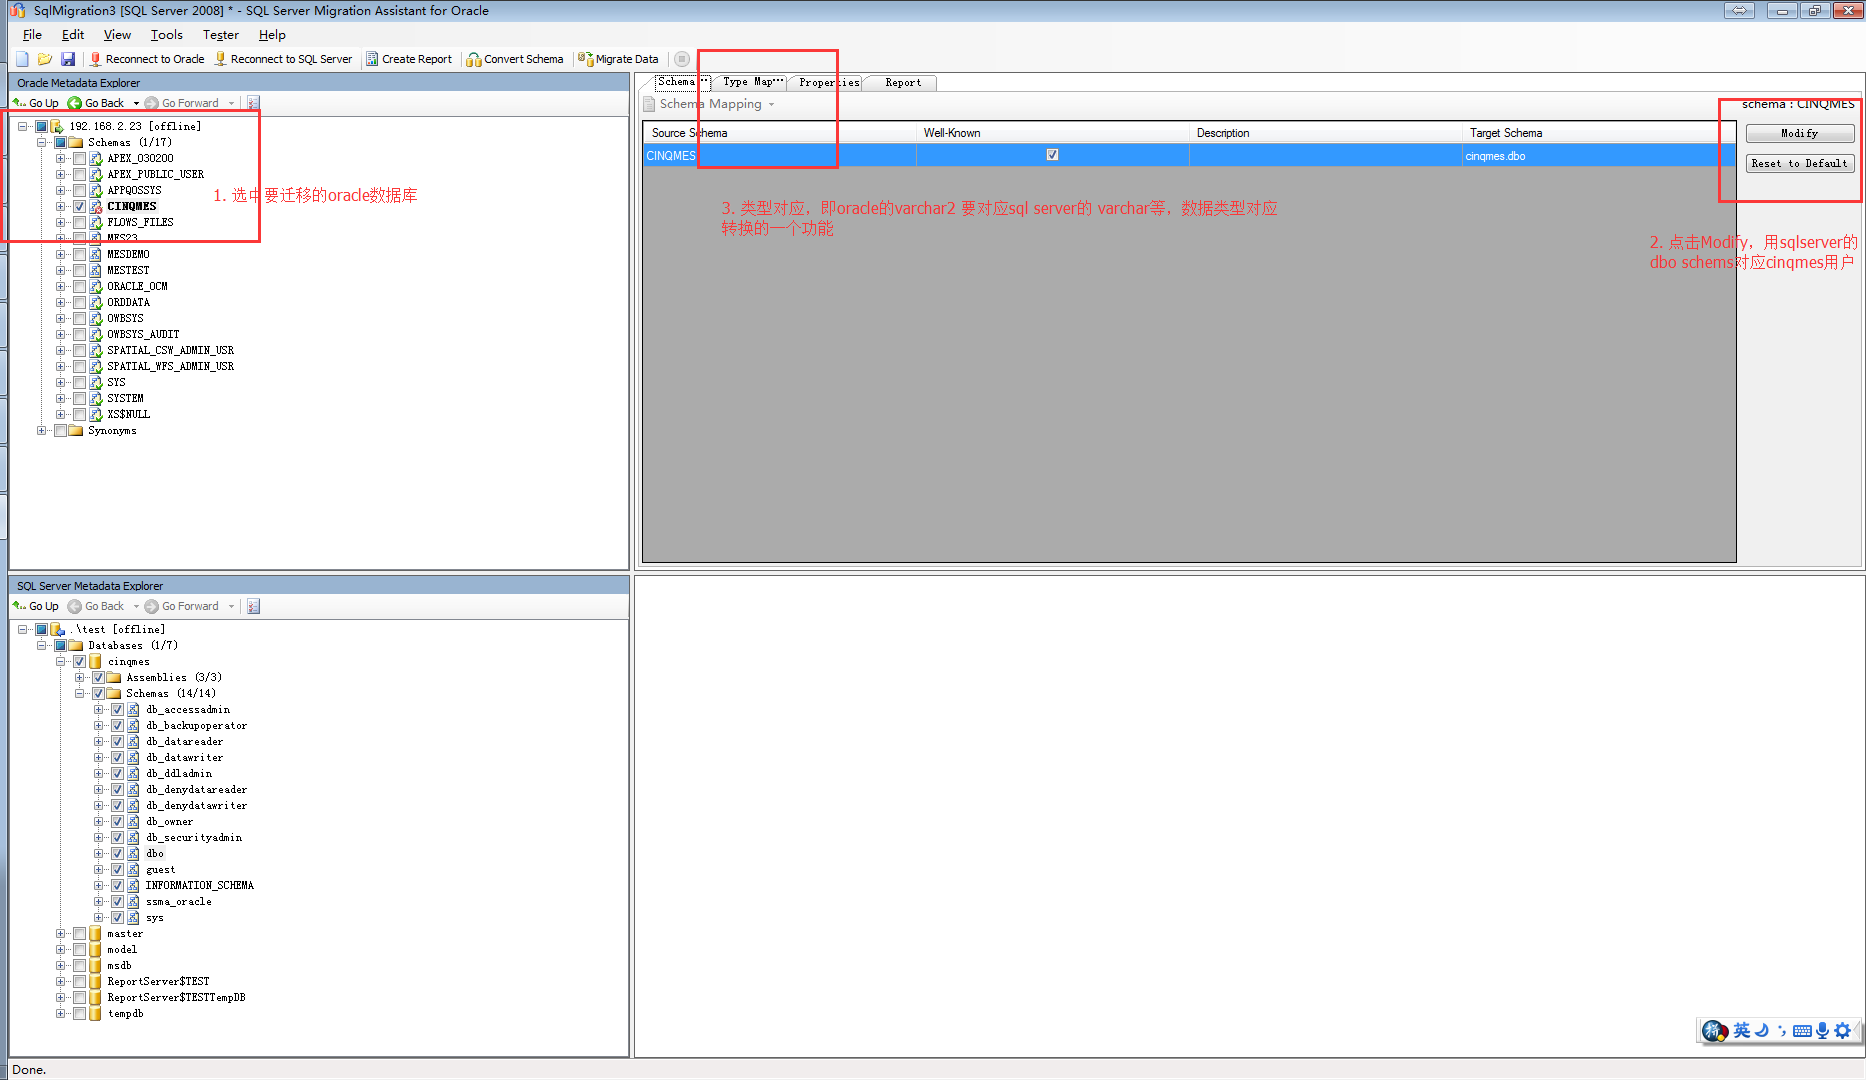 SqlMigration3 [SQL Server 2008] * - SQL Server Migration Assistant for Oracle
File Edit View Tools Tester Help
Reconnect to Oracle Reconnect to SQL Server Create Report Convert Schema Migrate Data
Oracle Metadata Explorer
Go Up Go Back Go Forward
192.168.2.23 [offline]
Schemas (1/17)
APEX_030200
APEX_PUBLIC_USER
APPQOSSYS
CINQMES
FLOWS_FILES
MES23
MESDEMO
MESTEST
ORACLE_OCM
ORDDATA
OWBSYS
OWBSYS_AUDIT
SPATIAL_CSW_ADMIN_USR
SPATIAL_WFS_ADMIN_USR
SYS
SYSTEM
XS$NULL
Synonyms
1. 选中要迁移的oracle数据库
Schema... Type Map... Properties Report
Schema Mapping
schema : CINQMES
Source Schema Well-Known Description Target Schema
CINQMES cinqmes.dbo
Modify
Reset to Default
3. 类型对应，即oracle的varchar2 要对应sql server的 varchar等，数据类型对应
转换的一个功能
2. 点击Modify，用sqlserver的
dbo schems对应cinqmes用户
SQL Server Metadata Explorer
Go Up Go Back Go Forward
.\test [offline]
Databases (1/7)
cinqmes
Assemblies (3/3)
Schemas (14/14)
db_accessadmin
db_backupoperator
db_datareader
db_datawriter
db_ddladmin
db_denydatareader
db_denydatawriter
db_owner
db_securityadmin
dbo
guest
INFORMATION_SCHEMA
ssma_oracle
sys
master
model
msdb
ReportServer$TEST
ReportServer$TESTTempDB
tempdb
英
Done.